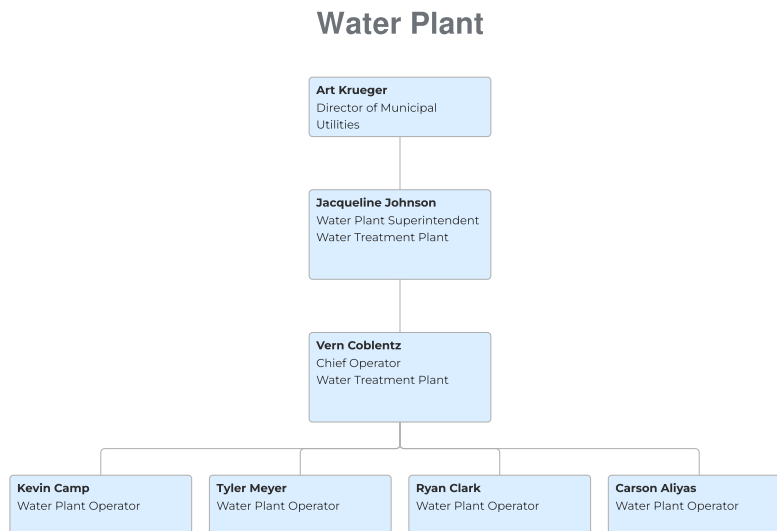 Water Plant
Art Krueger
Director of Municipal
Utilities
Jacqueline Johnson
Water Plant Superintendent
Water Treatment Plant
Vern Coblentz
Chief Operator
Water Treatment Plant
Kevin Camp
Water Plant Operator
Tyler Meyer
Water Plant Operator
Ryan Clark
Water Plant Operator
Carson Aliyas
Water Plant Operator